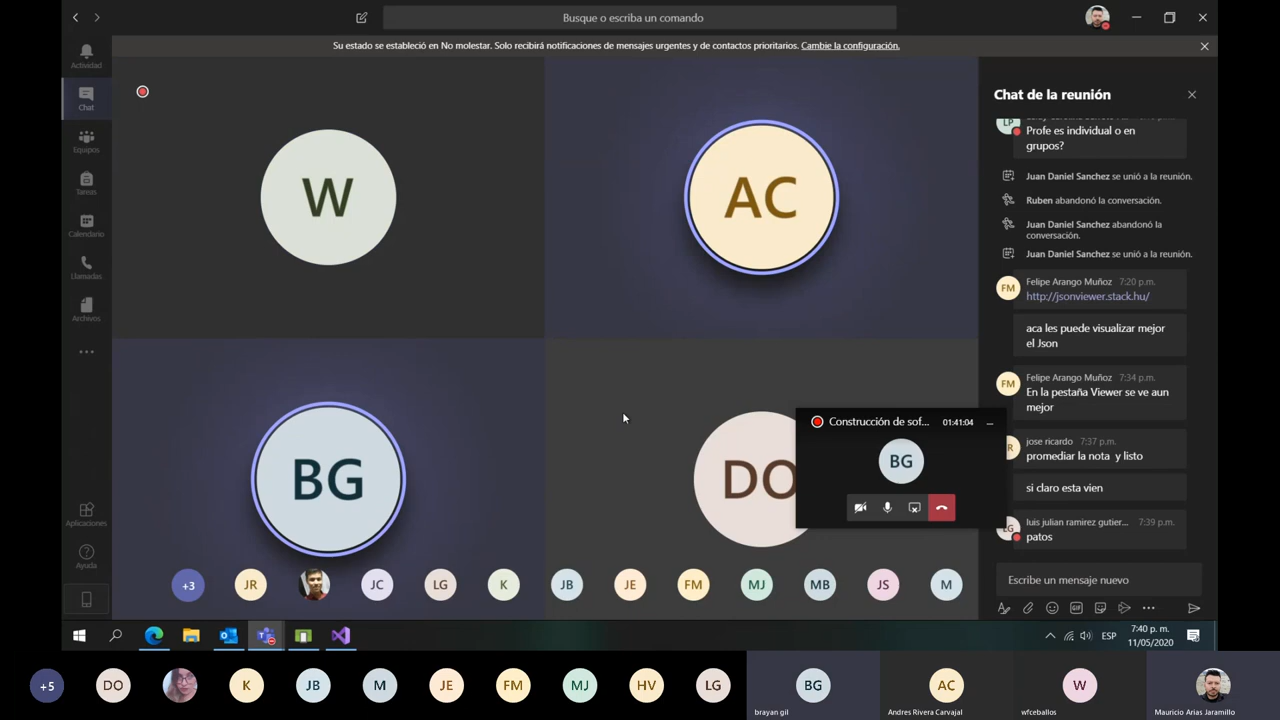 Busque o escriba un comando
Su estado se estableció en No molestar. Solo recibirá notificaciones de mensajes urgentes y de contactos prioritarios. Cambie la configuración.
Actividad
Chat
Equipos
Tareas
Calendario
Llamadas
Archivos
Aplicaciones
Ayuda
W
AC
BG
DO
+3
JR
JC
LG
K
JB
JE
FM
MJ
MB
JS
M
Construcción de sof... 01:41:04
BG
Chat de la reunión
LP
Profe es individual o en
grupos?
Juan Daniel Sanchez se unió a la reunión.
Ruben abandonó la conversación.
Juan Daniel Sanchez abandonó la
conversación.
Juan Daniel Sanchez se unió a la reunión.
FM
Felipe Arango Muñoz 7:20 p.m.
http://jsonviewer.stack.hu/
aca les puede visualizar mejor
el Json
FM
Felipe Arango Muñoz 7:34 p.m.
En la pestaña Viewer se ve aun
mejor
R
jose ricardo 7:37 p.m.
promediar la nota y listo
si claro esta vien
LG
luis julian ramirez gutier... 7:39 p.m.
patos
Escribe un mensaje nuevo
GIF
ESP
7:40 p. m.
11/05/2020
+5
DO
K
JB
M
JE
FM
MJ
HV
LG
BG
brayan gil
AC
Andres Rivera Carvajal
W
wfceballos
Mauricio Arias Jaramillo